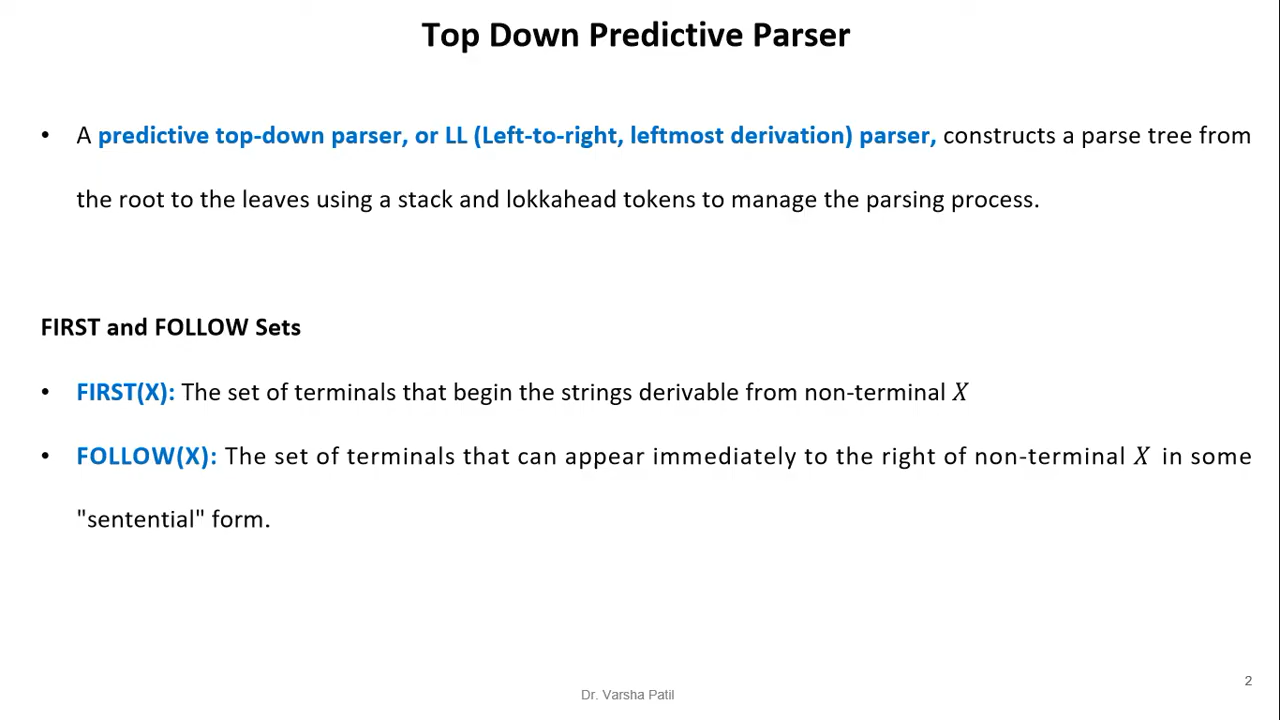 Top Down Predictive Parser
• A predictive top-down parser, or LL (Left-to-right, leftmost derivation) parser, constructs a parse tree from
the root to the leaves using a stack and lokkahead tokens to manage the parsing process.
FIRST and FOLLOW Sets
• FIRST(X): The set of terminals that begin the strings derivable from non-terminal X
• FOLLOW(X): The set of terminals that can appear immediately to the right of non-terminal X in some
"sentential" form.
Dr. Varsha Patil
2